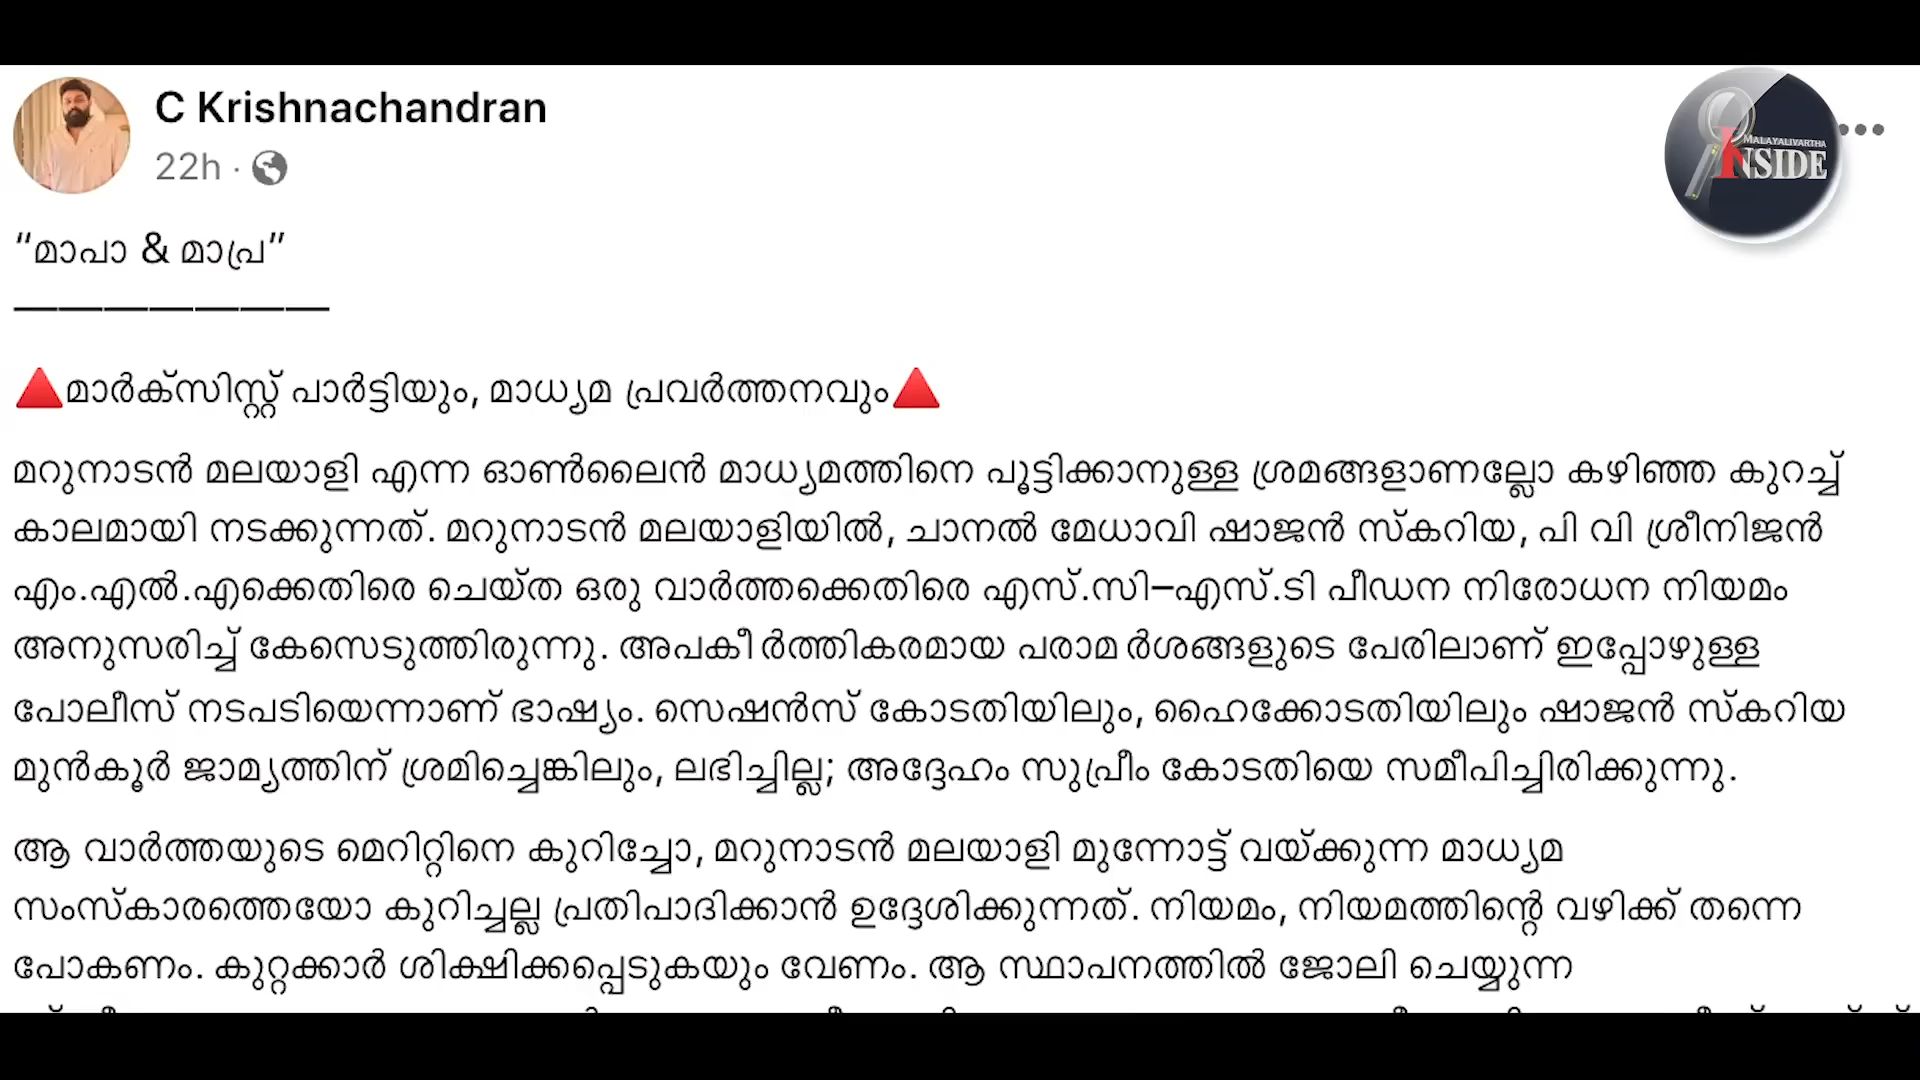 C Krishnachandran
22h ·
MALAYALIVARTHA
INSIDE
“മാപാ & മാപ്ര”
———————
🔺മാർക്സിസ്റ്റ് പാർട്ടിയും, മാധ്യമ പ്രവർത്തനവും🔺
മറുനാടൻ മലയാളി എന്ന ഓൺലൈൻ മാധ്യമത്തിനെ പൂട്ടിക്കാനുള്ള ശ്രമങ്ങളാണല്ലോ കഴിഞ്ഞ കുറച്ച്
കാലമായി നടക്കുന്നത്. മറുനാടൻ മലയാളിയിൽ, ചാനൽ മേധാവി ഷാജൻ സ്കറിയ, പി വി ശ്രീനിജൻ
എം.എൽ.എക്കെതിരെ ചെയ്ത ഒരു വാർത്തക്കെതിരെ എസ്.സി–എസ്.ടി പീഡന നിരോധന നിയമം
അനുസരിച്ച് കേസെടുത്തിരുന്നു. അപകീ ർത്തികരമായ പരാമ ർശങ്ങളുടെ പേരിലാണ് ഇപ്പോഴുള്ള
പോലീസ് നടപടിയെന്നാണ് ഭാഷ്യം. സെഷൻസ് കോടതിയിലും, ഹൈക്കോടതിയിലും ഷാജൻ സ്കറിയ
മുൻകൂർ ജാമ്യത്തിന് ശ്രമിച്ചെങ്കിലും, ലഭിച്ചില്ല; അദ്ദേഹം സുപ്രീം കോടതിയെ സമീപിച്ചിരിക്കുന്നു.
ആ വാർത്തയുടെ മെറിറ്റിനെ കുറിച്ചോ, മറുനാടൻ മലയാളി മുന്നോട്ട് വയ്ക്കുന്ന മാധ്യമ
സംസ്കാരത്തെയോ കുറിച്ചല്ല പ്രതിപാദിക്കാൻ ഉദ്ദേശിക്കുന്നത്. നിയമം, നിയമത്തിന്റെ വഴിക്ക് തന്നെ
പോകണം. കുറ്റക്കാർ ശിക്ഷിക്കപ്പെടുകയും വേണം. ആ സ്ഥാപനത്തിൽ ജോലി ചെയ്യുന്ന